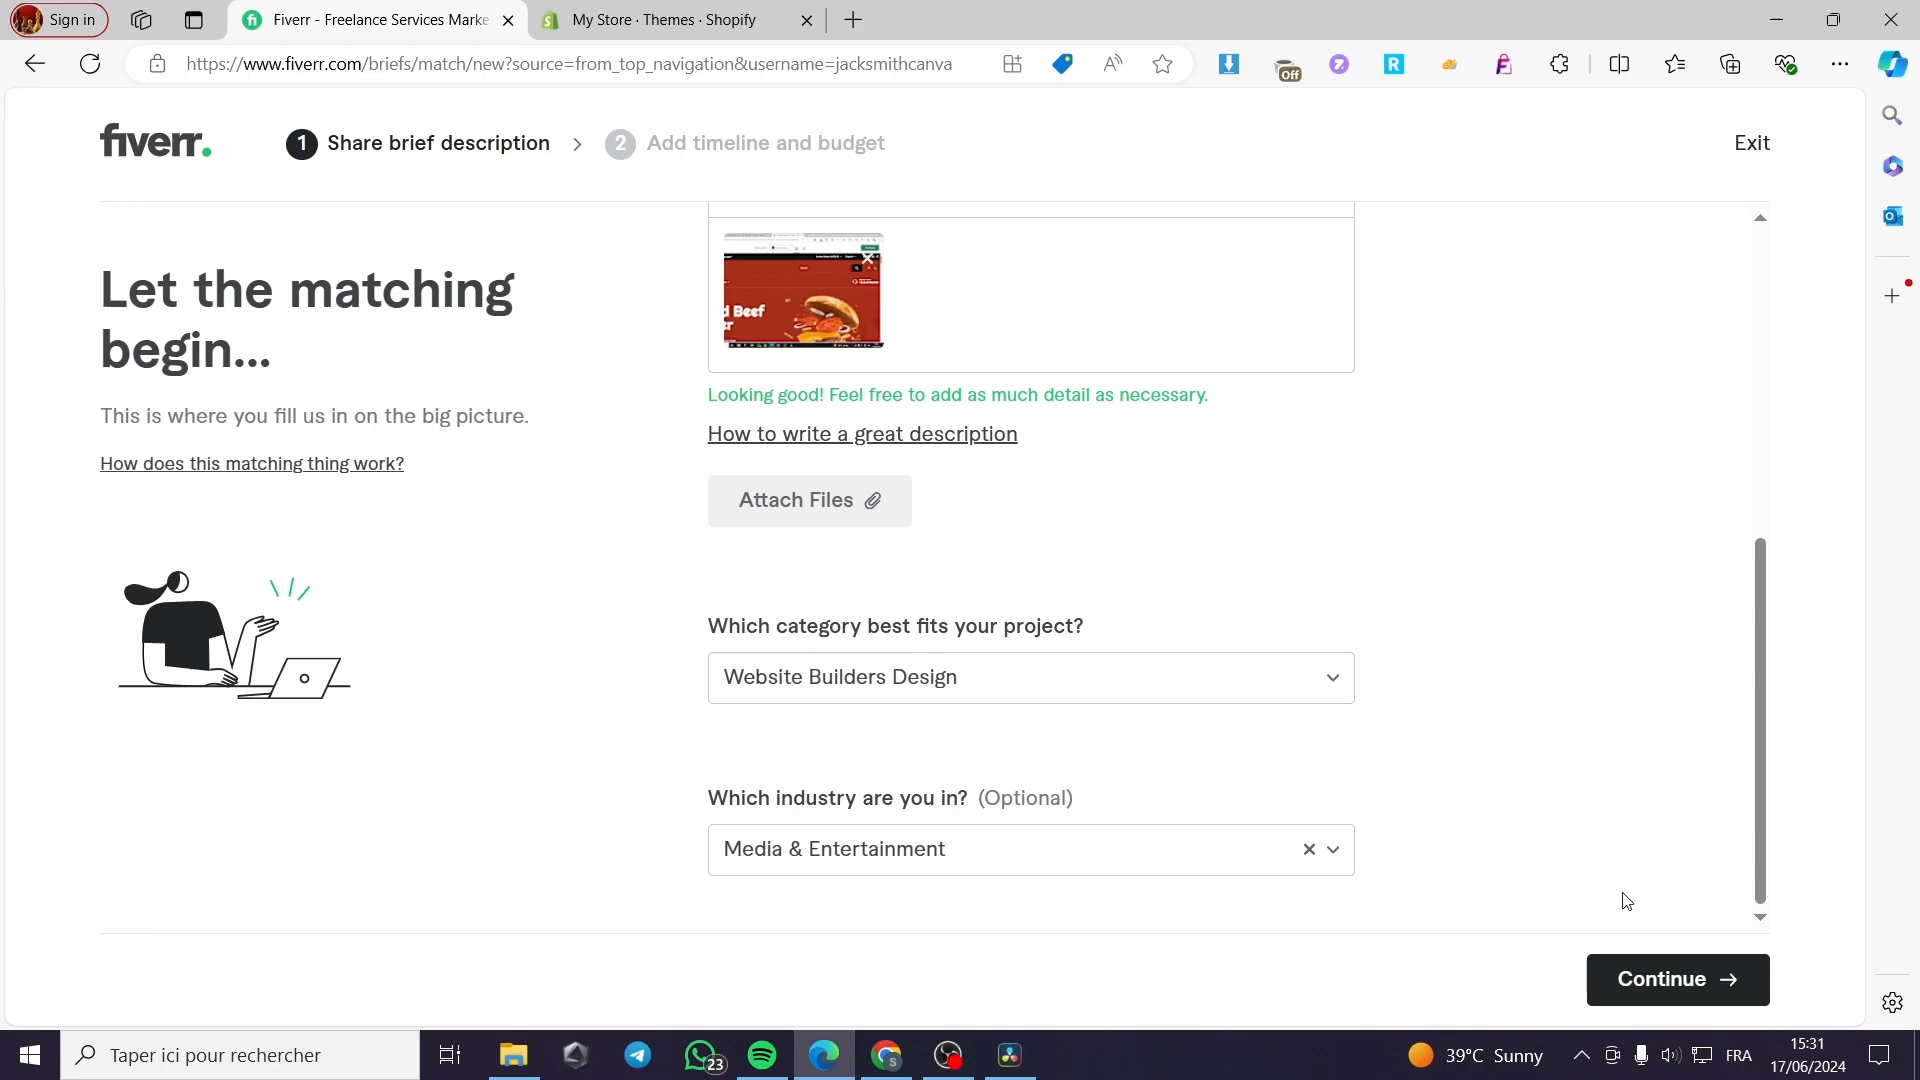 Sign in
Fiverr - Freelance Services Marke
My Store · Themes · Shopify
https://www.fiverr.com/briefs/match/new?source=from_top_navigation&username=jacksmithcanva
Off
fiverr.
1 Share brief description
2 Add timeline and budget
Exit
Let the matching
begin...
This is where you fill us in on the big picture.
How does this matching thing work?
d Beef
Looking good! Feel free to add as much detail as necessary.
How to write a great description
Attach Files
Which category best fits your project?
Website Builders Design
Which industry are you in? (Optional)
Media & Entertainment
Continue
Taper ici pour rechercher
23
39°C Sunny
FRA
15:31
17/06/2024